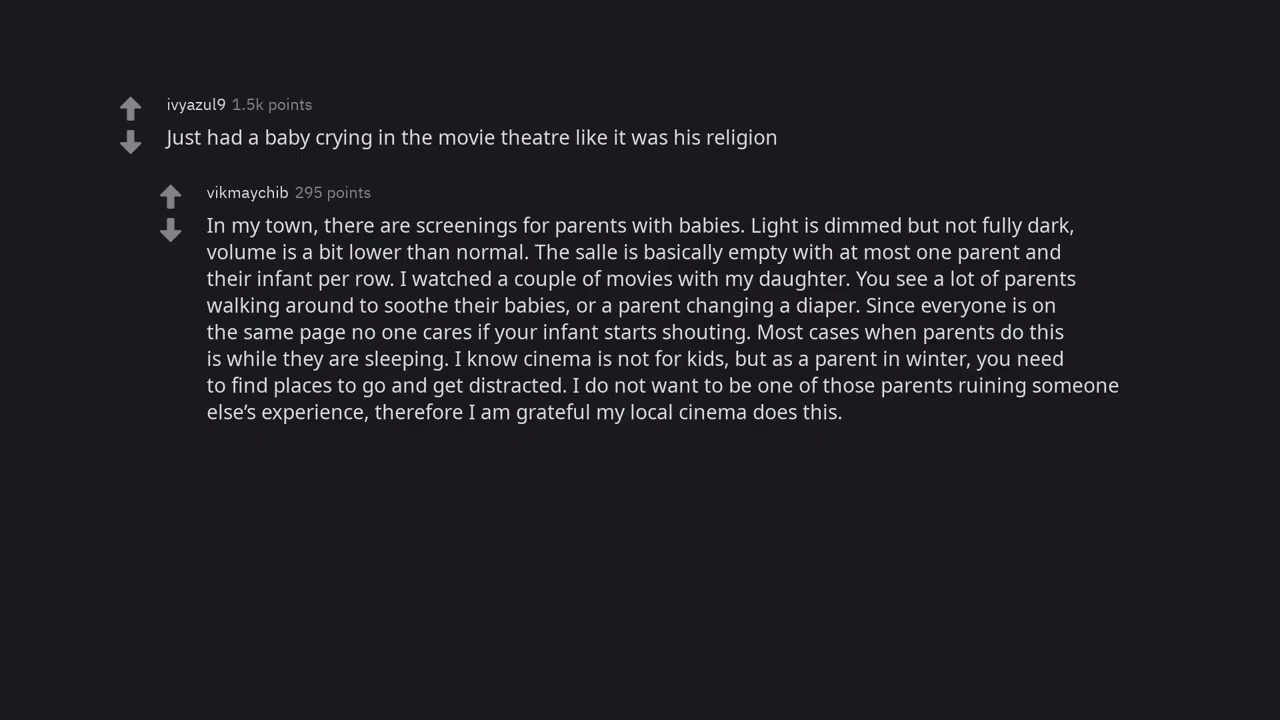 ivyazul9 1.5k points
Just had a baby crying in the movie theatre like it was his religion
vikmaychib 295 points
In my town, there are screenings for parents with babies. Light is dimmed but not fully dark,
volume is a bit lower than normal. The salle is basically empty with at most one parent and
their infant per row. I watched a couple of movies with my daughter. You see a lot of parents
walking around to soothe their babies, or a parent changing a diaper. Since everyone is on
the same page no one cares if your infant starts shouting. Most cases when parents do this
is while they are sleeping. I know cinema is not for kids, but as a parent in winter, you need
to find places to go and get distracted. I do not want to be one of those parents ruining someone
else’s experience, therefore I am grateful my local cinema does this.